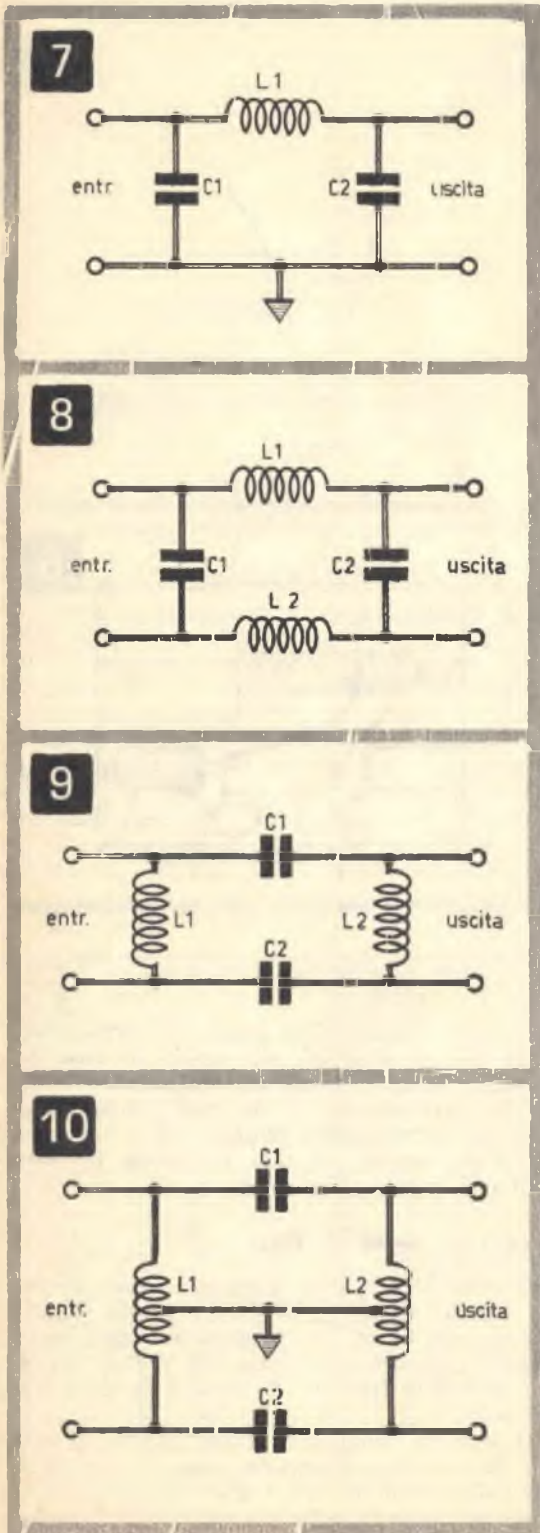 7
L1
entr. C1 C2 uscita
8
L1
entr. C1 C2 uscita
L2
9
C1
entr. L1 L2 uscita
C2
10
C1
L1 L2
entr. uscita
C2